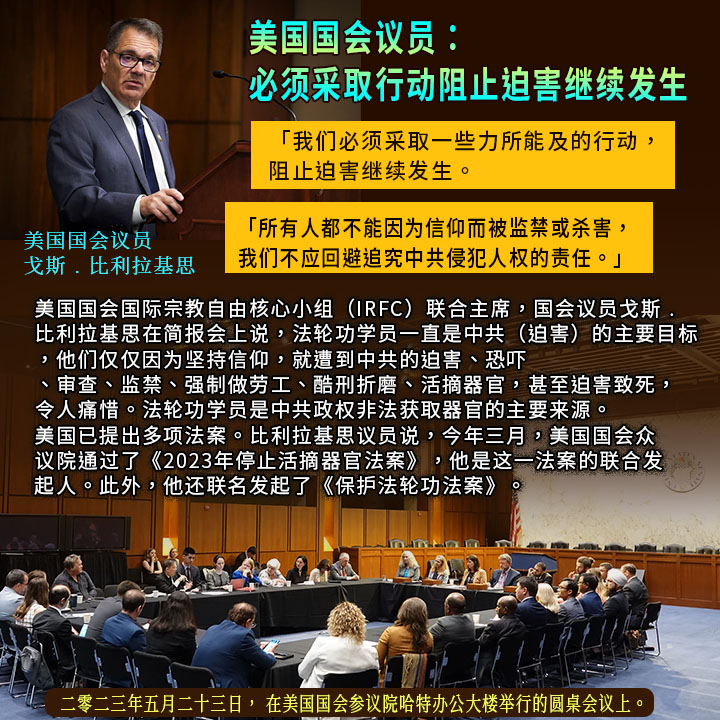 美国国会议员：
必须采取行动阻止迫害继续发生
「我们必须采取一些力所能及的行动，
阻止迫害继续发生。
「所有人都不能因为信仰而被监禁或杀害，
我们不应回避追究中共侵犯人权的责任。」
美国国会议员
戈斯．比利拉基思
美国国会国际宗教自由核心小组（IRFC）联合主席，国会议员戈斯．
比利拉基思在简报会上说，法轮功学员一直是中共（迫害）的主要目标
，他们仅仅因为坚持信仰，就遭到中共的迫害、恐吓
、审查、监禁、强制做劳工、酷刑折磨、活摘器官，甚至迫害致死，
令人痛惜。法轮功学员是中共政权非法获取器官的主要来源。
美国已提出多项法案。比利拉基思议员说，今年三月，美国国会众
议院通过了《2023年停止活摘器官法案》，他是这一法案的联合发
起人。此外，他还联名发起了《保护法轮功法案》。
二零二三年五月二十三日， 在美国国会参议院哈特办公大楼举行的圆桌会议上。